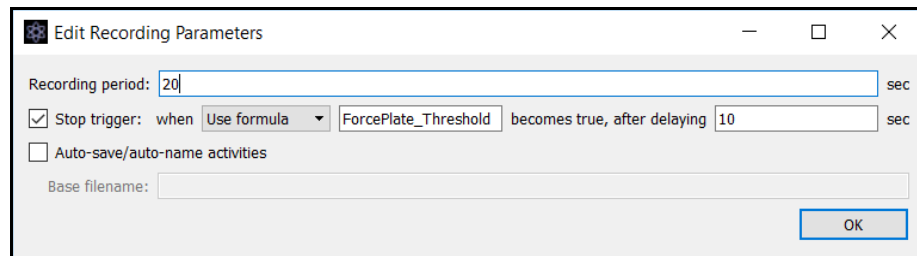 Edit Recording Parameters
Recording period: 20 sec
Stop trigger: when Use formula ForcePlate_Threshold becomes true, after delaying 10 sec
Auto-save/auto-name activities
Base filename:
OK